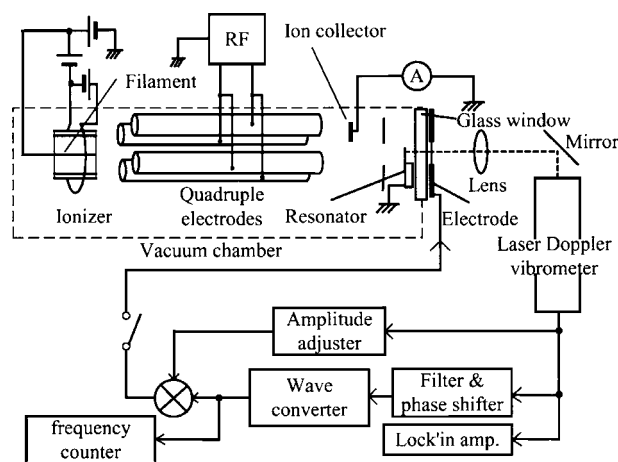 RF
Ion collector
A
Filament
Glass window
Mirror
Ionizer
Quadruple
electrodes
Resonator
Lens
Electrode
Vacuum chamber
Laser Doppler
vibrometer
Amplitude
adjuster
Wave
converter
Filter &
phase shifter
Lock'in amp.
frequency
counter